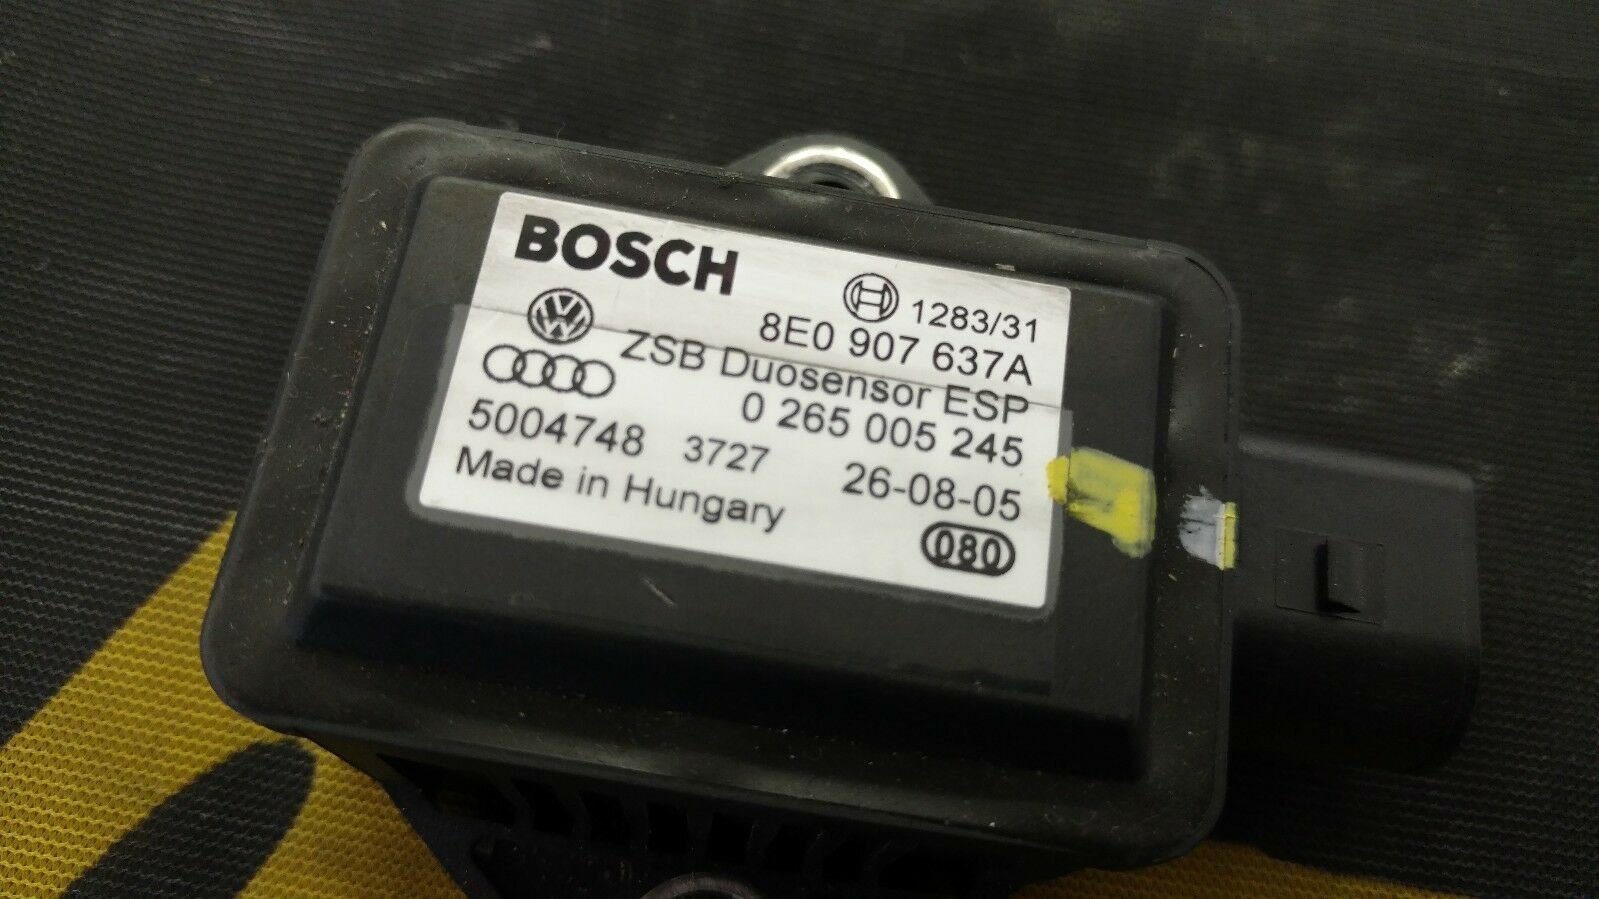 BOSCH
1283/31
8E0 907 637A
ZSB Duosensor ESP
0 265 005 245
5004748 3727 26-08-05
Made in Hungary
080